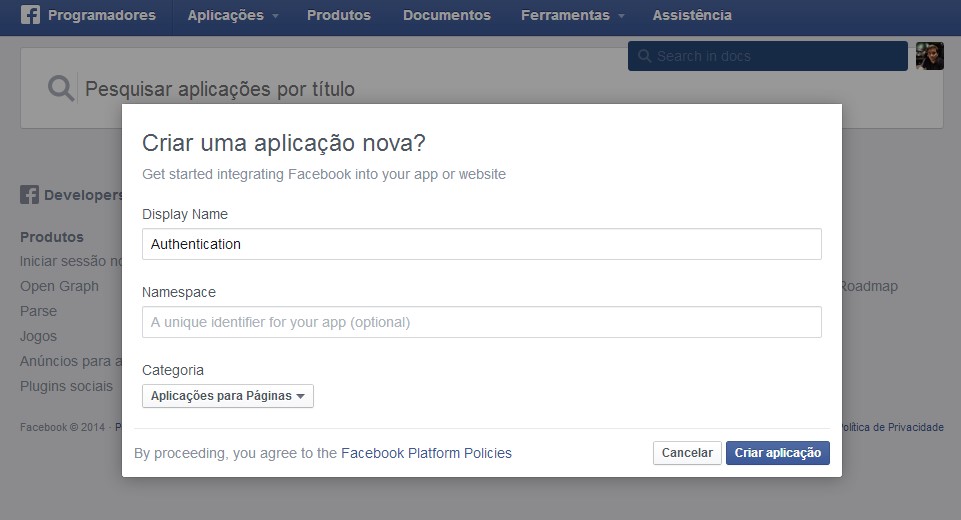 Programadores Aplicações Produtos Documentos Ferramentas Assistência
Search in docs
Pesquisar aplicações por título
Criar uma aplicação nova?
Get started integrating Facebook into your app or website
Developers
Display Name
Authentication
Produtos
Iniciar sessão
Open Graph
Roadmap
Namespace
Parse
A unique identifier for your app (optional)
Jogos
Anúncios para
Categoria
Plugins sociais
Aplicações para Páginas
Facebook © 2014 ·
Política de Privacidade
By proceeding, you agree to the Facebook Platform Policies
Cancelar Criar aplicação